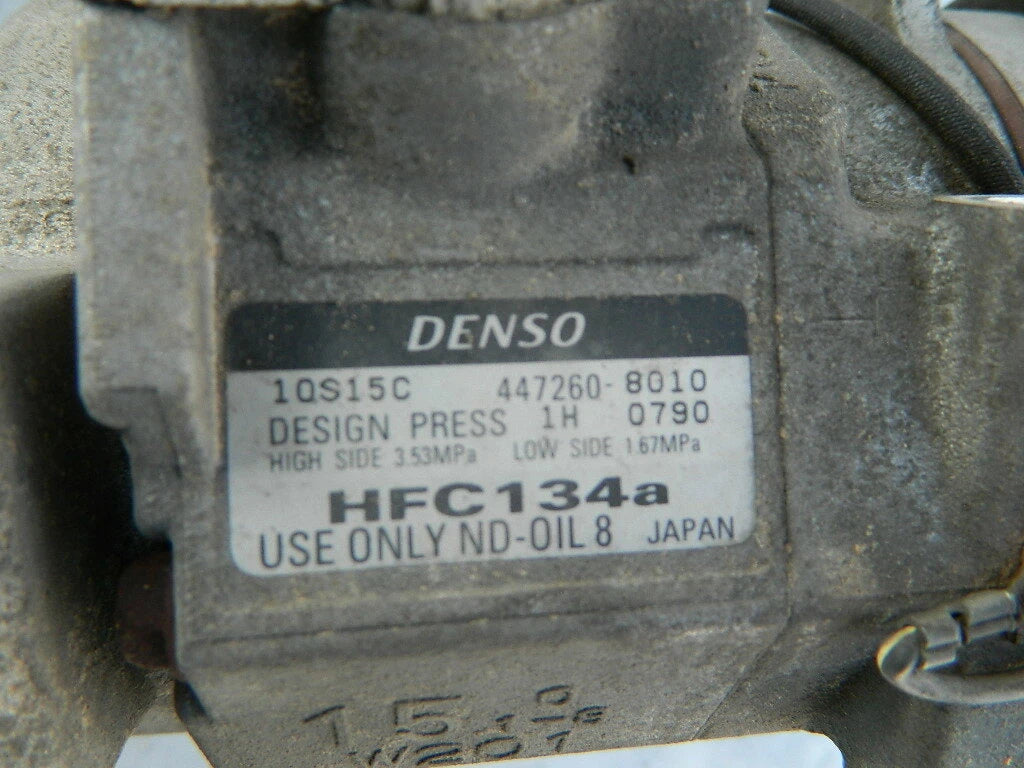 DENSO
10S15C 447260-8010
DESIGN PRESS 1H 0790
HIGH SIDE 3.53MPa LOW SIDE 1.67MPa
HFC134a
USE ONLY ND-OIL 8 JAPAN
15